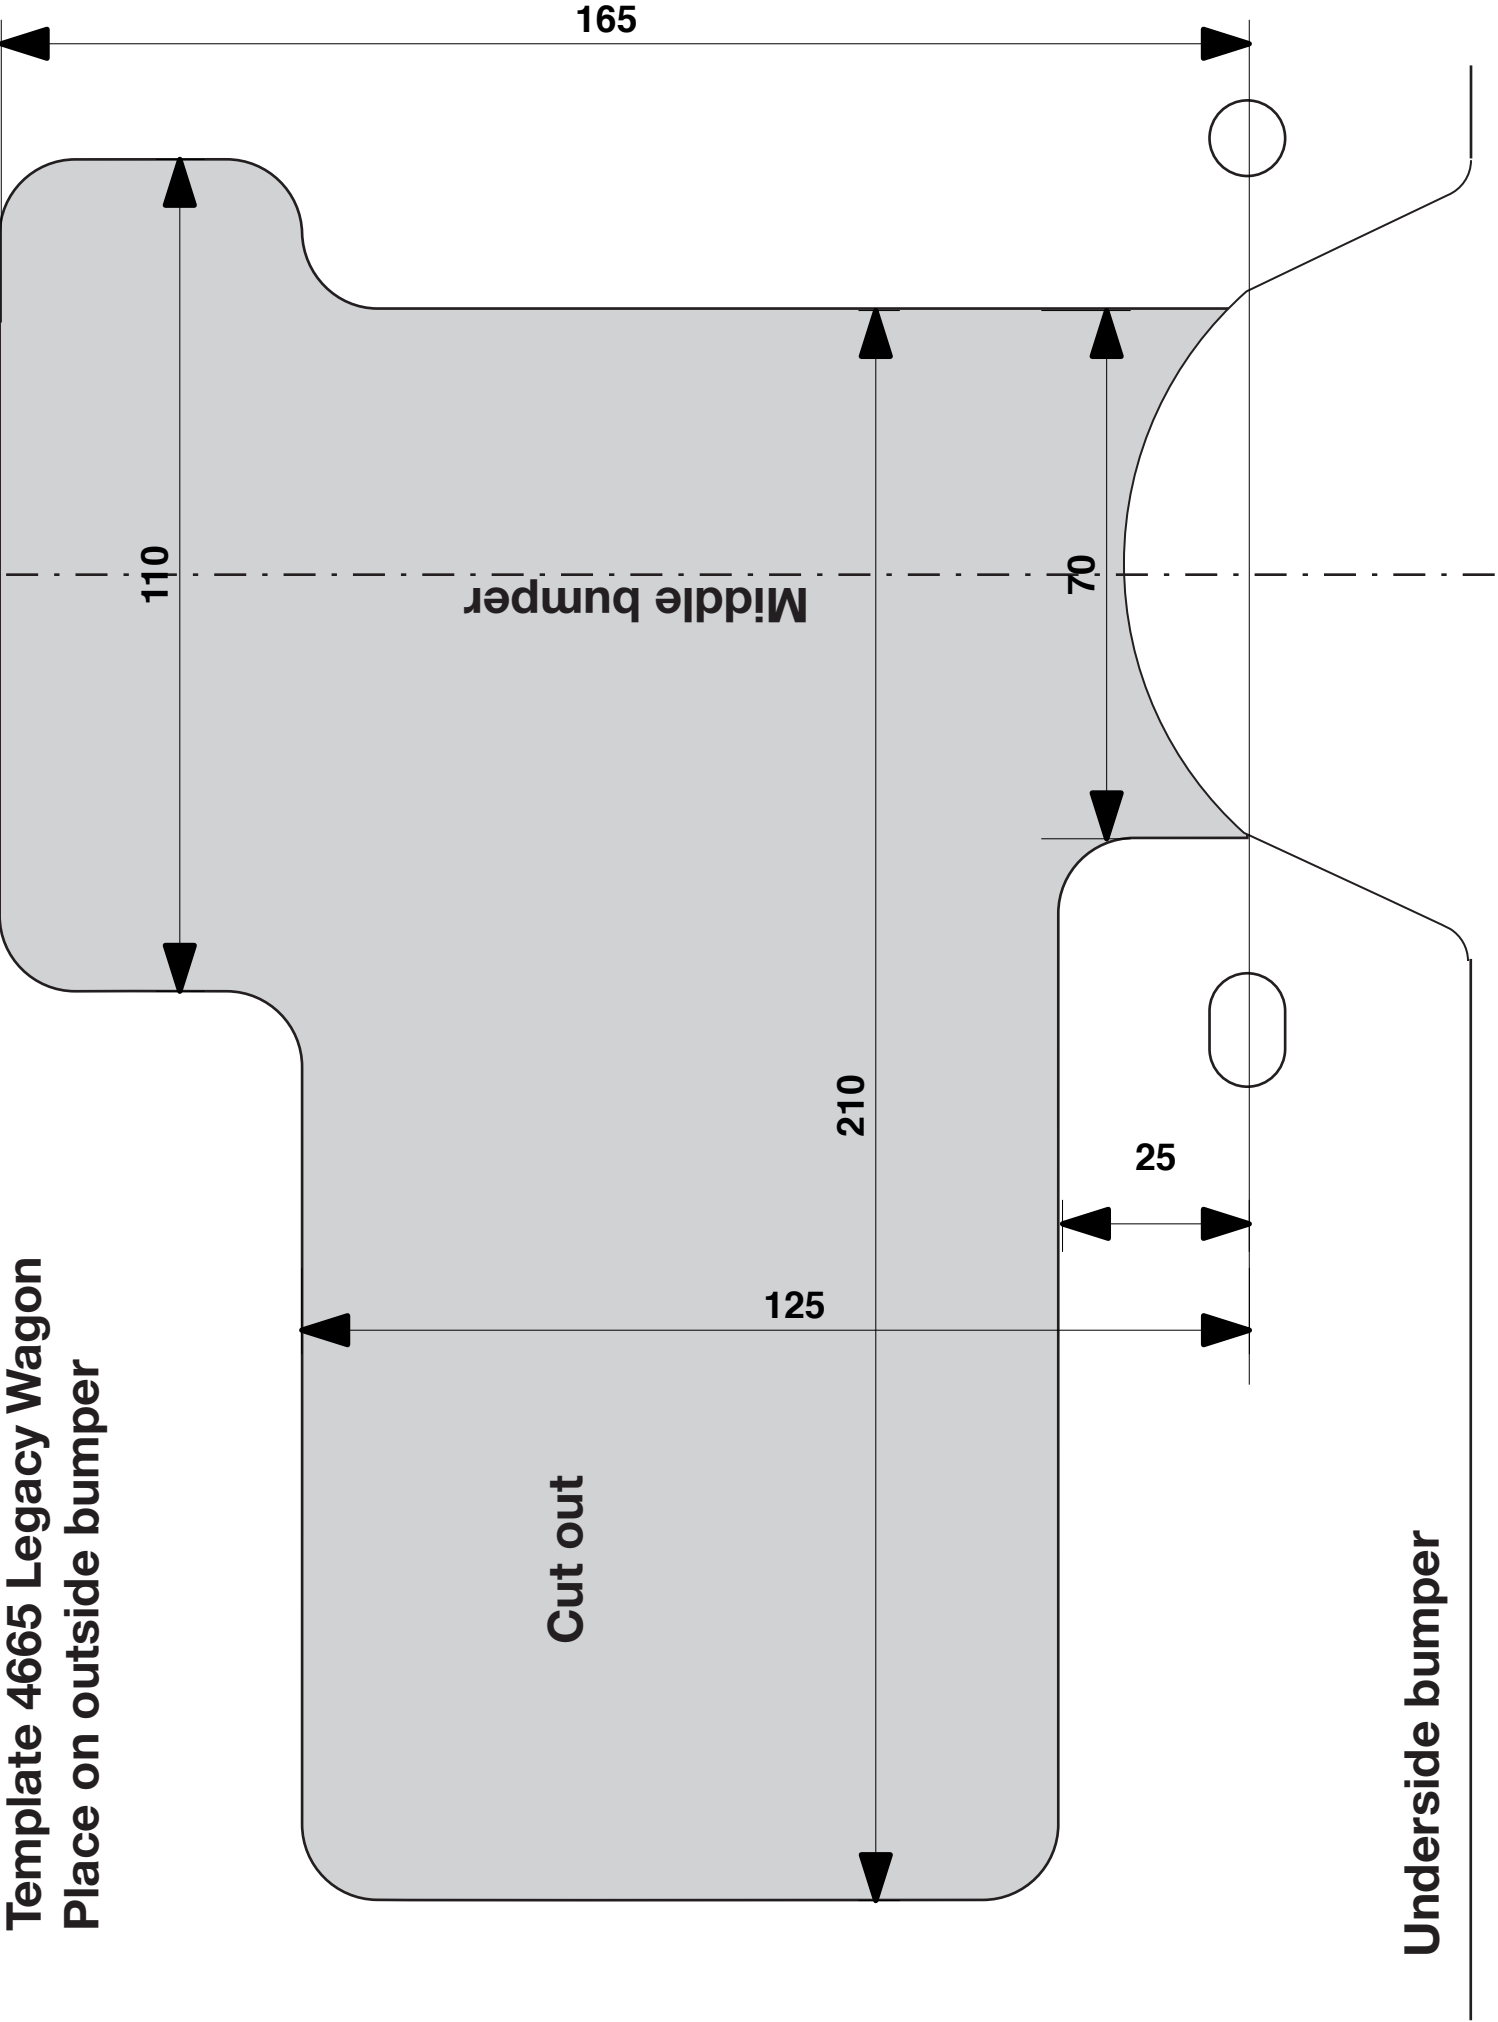 Template 4665 Legacy Wagon
Place on outside bumper
165
110
Middle bumper
70
210
25
125
Cut out
Underside bumper